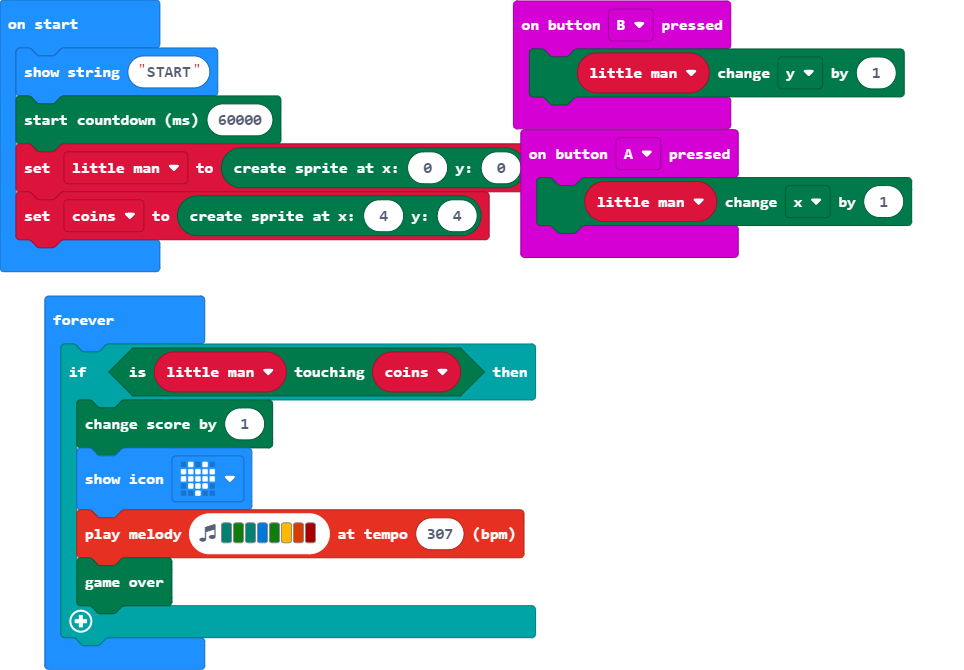 on start
show string "START"
start countdown (ms) 60000
set little man to create sprite at x: 0 y: 0
set coins to create sprite at x: 4 y: 4
on button B pressed
little man change y by 1
on button A pressed
little man change x by 1
forever
if is little man touching coins then
change score by 1
show icon
play melody at tempo 307 (bpm)
game over